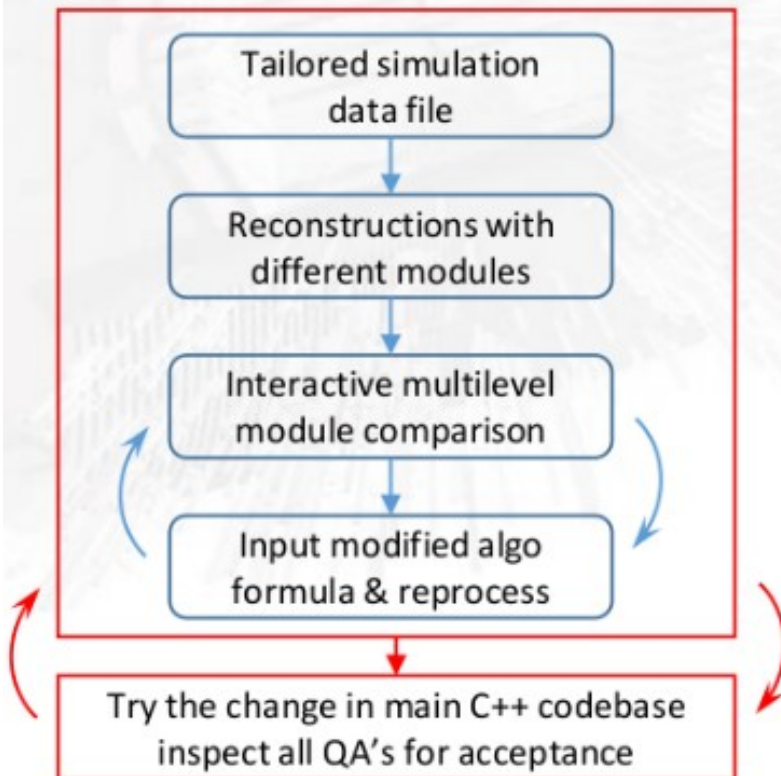 Tailored simulation
data file
Reconstructions with
different modules
Interactive multilevel
module comparison
Input modified algo
formula & reprocess
Try the change in main C++ codebase
inspect all QA's for acceptance